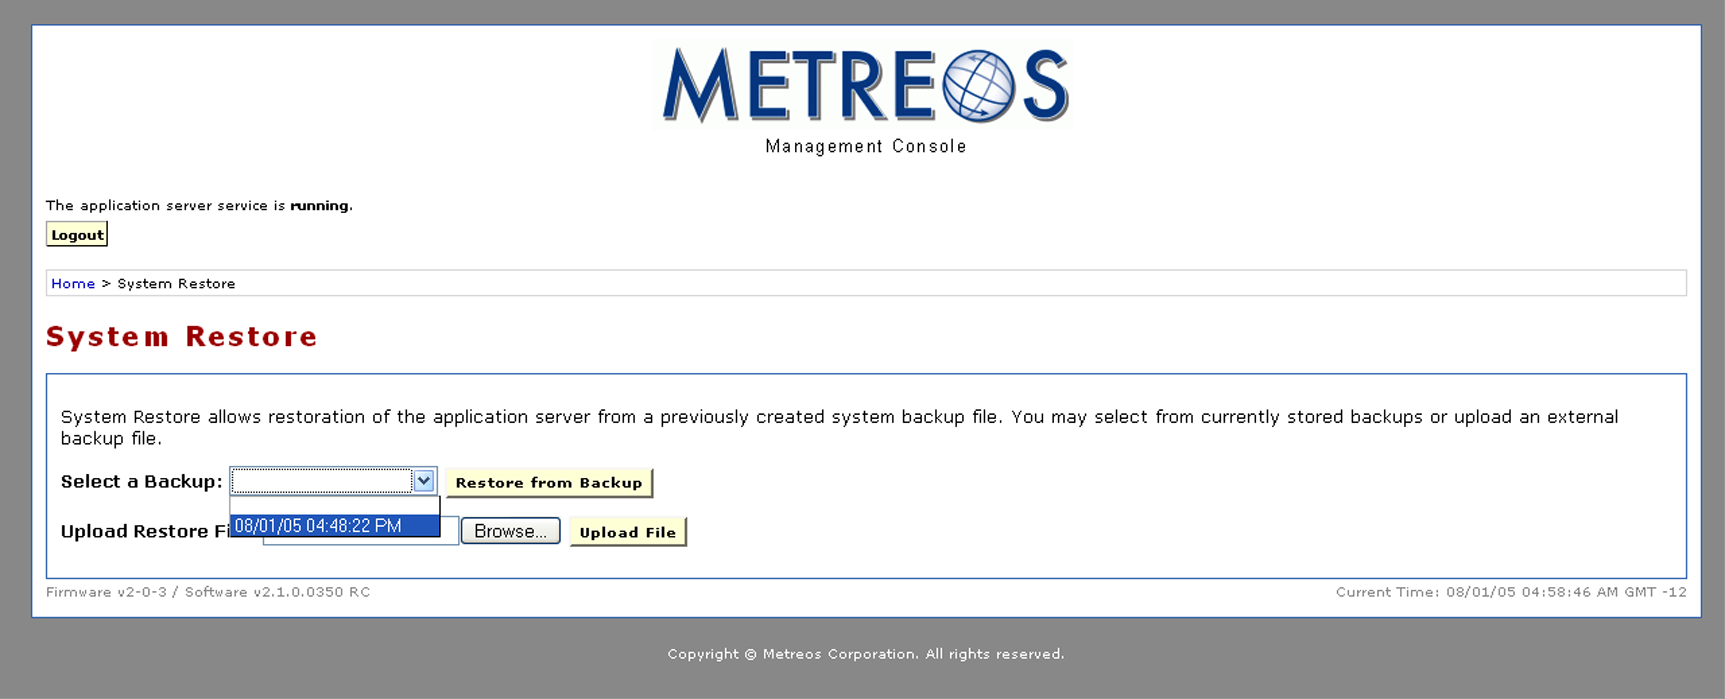 METREOS
Management Console
The application server service is running.
Logout
Home > System Restore
System Restore
System Restore allows restoration of the application server from a previously created system backup file. You may select from currently stored backups or upload an external
backup file.
Select a Backup: Restore from Backup
08/01/05 04:48:22 PM
Upload Restore Fi Browse... Upload File
Firmware v2-0-3 / Software v2.1.0.0350 RC Current Time: 08/01/05 04:58:46 AM GMT -12
Copyright © Metreos Corporation. All rights reserved.